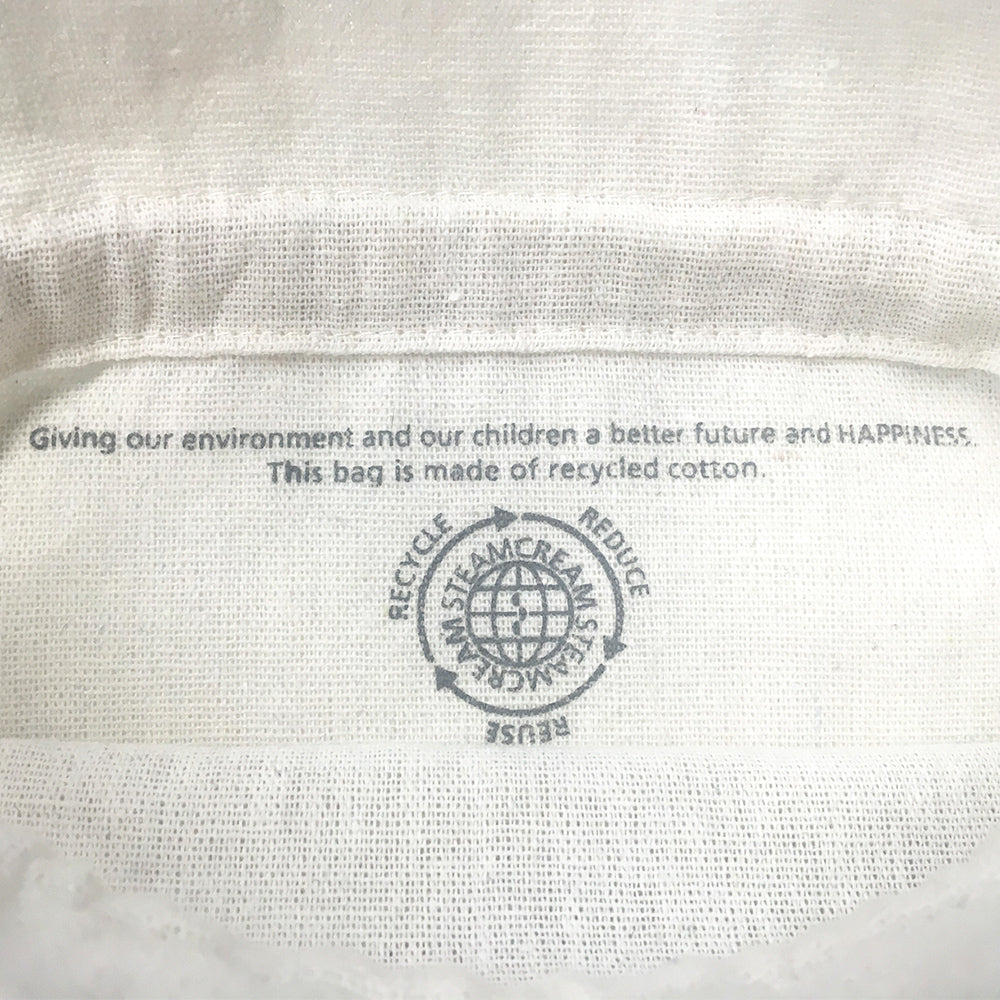 Giving our environment and our children a better future and HAPPINESS.
This bag is made of recycled cotton.
RECYCLE
REDUCE
STEAMCREAM STEAMCREAM STEAMCREAM
REUSE